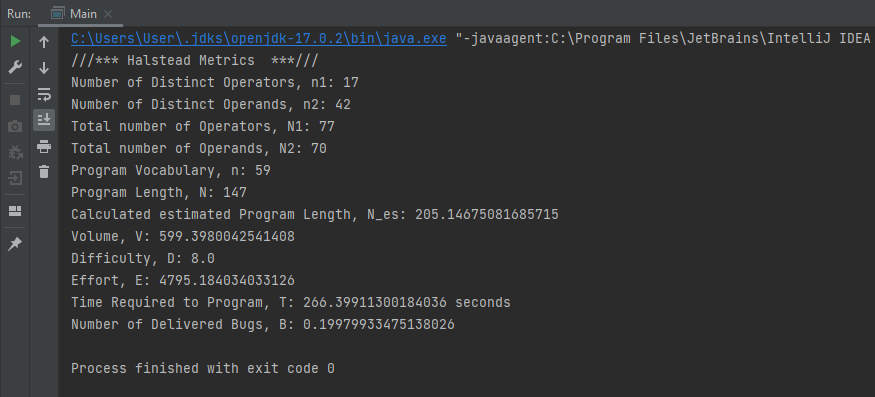 Run: Main
C:\Users\User\.jdks\openjdk-17.0.2\bin\java.exe "-javaagent:C:\Program Files\JetBrains\IntelliJ IDEA
///*** Halstead Metrics  ***///
Number of Distinct Operators, n1: 17
Number of Distinct Operands, n2: 42
Total number of Operators, N1: 77
Total number of Operands, N2: 70
Program Vocabulary, n: 59
Program Length, N: 147
Calculated estimated Program Length, N_es: 205.14675081685715
Volume, V: 599.3980042541408
Difficulty, D: 8.0
Effort, E: 4795.184034033126
Time Required to Program, T: 266.39911300184036 seconds
Number of Delivered Bugs, B: 0.19979933475138026
Process finished with exit code 0